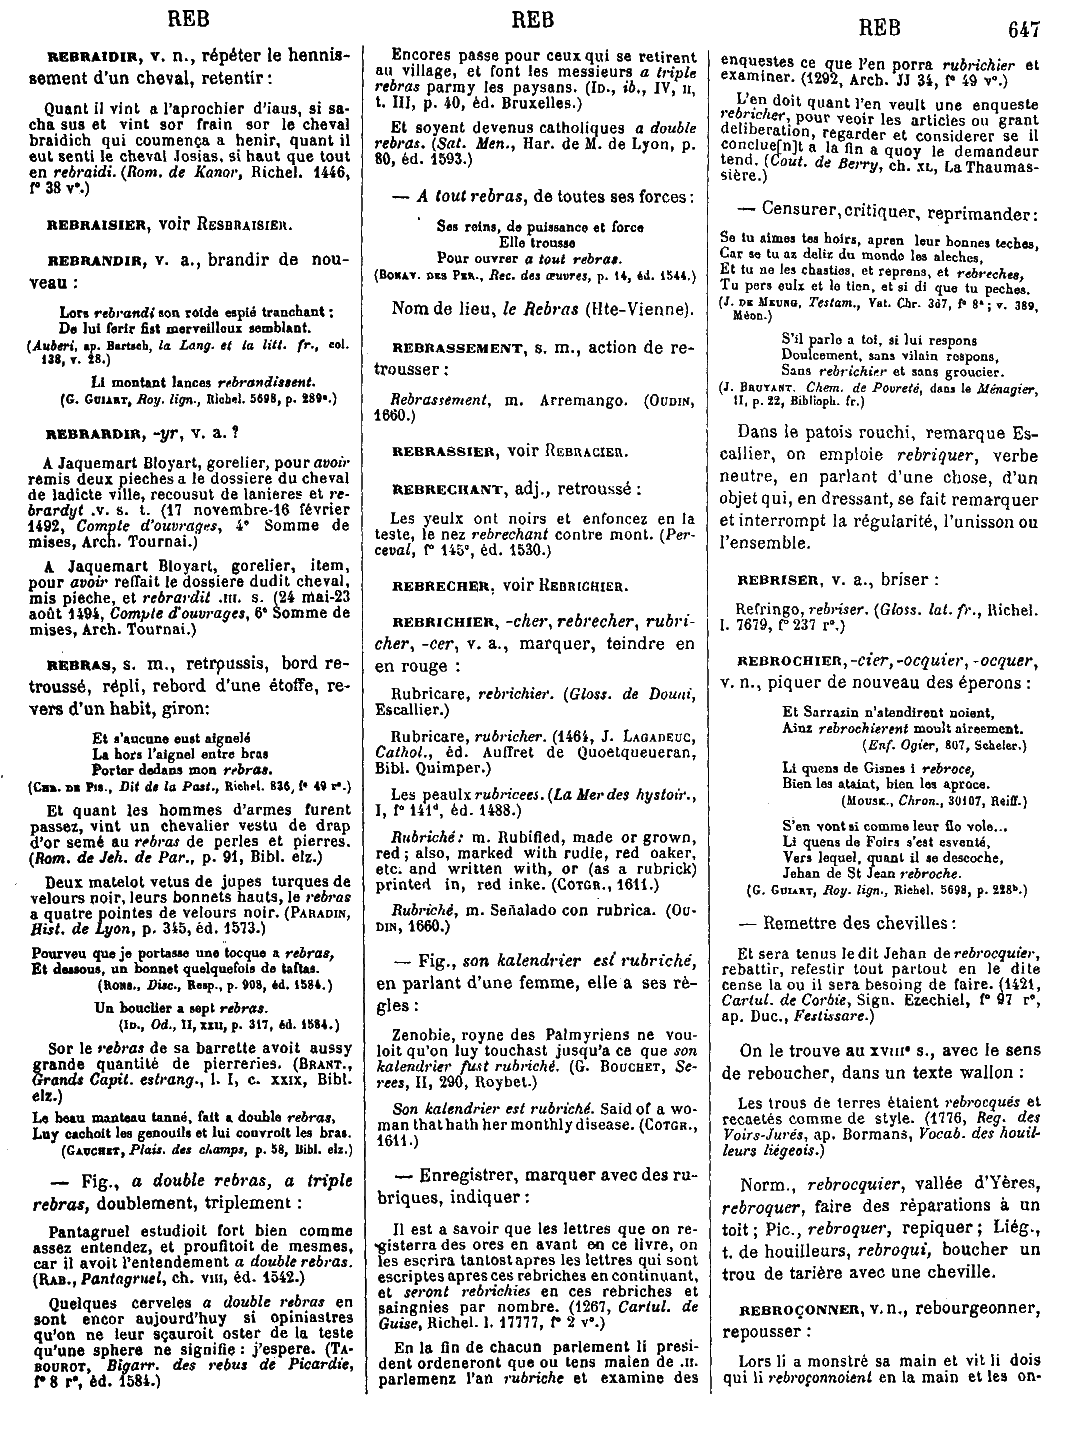 REB
REBRAIDIR, v. n., répéter le hennis-
sement d'un cheval, retentir :
Quant il vint a l'aprochier d'iaus, si sa-
cha sus et vint sor frain sor le cheval
braidich qui coumença a henir, quant il
eut senti le cheval Josias, si haut que tout
en rebraidi. (Rom. de Kanor, Richel. 1446,
f° 38 v°.)
REBRAISIER, voir RESBRAISIER.
REBRANDIR, v. a., brandir de nou-
veau :
Lors rebrandi son roide espié tranchant ;
De lui ferir fist merveilloux semblant.
(Auberi, ap. Bartsch, la Lang. et la litt. fr., col.
138, v. 28.)
Li montant lances rebrandissent.
(G. GUIART, Roy. lign., Richel. 5698, p. 289ª.)
REBRARDIR, -yr, v. a. ?
A Jaquemart Bloyart, gorelier, pour avoir
remis deux pieches a le dossiere du cheval
de ladicte ville, recousut de lanieres et re-
brardyt .v. s. t. (17 novembre-16 février
1492, Compte d'ouvrages, 4° Somme de
mises, Arch. Tournai.)
A Jaquemart Bloyart, gorelier, item,
pour avoir reffait le dossiere dudit cheval,
mis pieche, et rebrardit .III. s. (24 mai-23
août 1494, Compte d'ouvrages, 6° Somme de
mises, Arch. Tournai.)
REBRAS, s. m., retroussis, bord re-
troussé, répli, rebord d'une étoffe, re-
vers d'un habit, giron:
Et s'aucune eust aignelé
La hors l'aignel entre bras
Porter dedans mon rebras.
(CHR. DE PIS., Dit de la Past., Richel. 836, f° 49 r°.)
Et quant les hommes d'armes furent
passez, vint un chevalier vestu de drap
d'or semé au rebras de perles et pierres.
(Rom. de Jeh. de Par., p. 91, Bibl. elz.)
Deux matelot vetus de jupes turques de
velours noir, leurs bonnets hauts, le rebras
a quatre pointes de velours noir. (PARADIN,
Hist. de Lyon, p. 345, éd. 1573.)
Pourveu que je portasse une tocque a rebras,
Et dessous, un bonnet quelquefois de taftas.
(RONS., Disc., Resp., p. 908, éd. 1584.)
Un bouclier a sept rebras.
(ID., Od., II, XXII, p. 317, éd. 1584.)
Sor le rebras de sa barrette avoit aussy
grande quantité de pierreries. (BRANT.,
Grands Capit. estrang., l. I, c. XXIX, Bibl.
elz.)
Le beau manteau tanné, fait a double rebras,
Luy cachoit les genouils et lui couvroit les bras.
(GAUCHET, Plais. des champs, p. 58, Bibl. elz.)
— Fig., a double rebras, a triple
rebras, doublement, triplement :
Pantagruel estudioit fort bien comme
assez entendez, et proufitoit de mesmes,
car il avoit l'entendement a double rebras.
(RAB., Pantagruel, ch. VIII, éd. 1542.)
Quelques cerveles a double rebras en
sont encor aujourd'huy si opiniastres
qu'on ne leur sçauroit oster de la teste
qu'une sphere ne signifie : j'espere. (TA-
BOUROT, Bigarr. des rebus de Picardie,
f° 8 r°, éd. 1584.)
REB
Encores passe pour ceux qui se retirent
au village, et font les messieurs a triple
rebras parmy les paysans. (ID., ib., IV, II,
t. III, p. 40, éd. Bruxelles.)
Et soyent devenus catholiques a double
rebras. (Sat. Men., Har. de M. de Lyon, p.
80, éd. 1593.)
— A tout rebras, de toutes ses forces :
Ses reins, de puissance et force
Elle trousse
Pour ouvrer a tout rebras.
(BONAV. DES PER., Rec. des œuvres, p. 14, éd. 1544.)
Nom de lieu, le Rebras (Hte-Vienne).
REBRASSEMENT, s. m., action de re-
trousser :
Rebrassement, m. Arremango. (OUDIN,
1660.)
REBRASSIER, voir REBRACIER.
REBRECHANT, adj., retroussé :
Les yeulx ont noirs et enfoncez en la
teste, le nez rebrechant contre mont. (Per-
ceval, f° 145ᶜ, éd. 1530.)
REBRECHER, voir REBRICHIER.
REBRICHIER, -cher, rebrecher, rubri-
cher, -cer, v. a., marquer, teindre en
en rouge :
Rubricare, rebrichier. (Gloss. de Douai,
Escallier.)
Rubricare, rubricher. (1464, J. LAGADEUC,
Cathol., éd. Auffret de Quoetqueueran,
Bibl. Quimper.)
Les peaulx rubricees. (La Mer des hystoir.,
I, f° 141ᵈ, éd. 1488.)
Rubriché: m. Rubified, made or grown,
red ; also, marked with rudle, red oaker,
etc. and written with, or (as a rubrick)
printed in, red inke. (COTGR., 1611.)
Rubriché, m. Señalado con rubrica. (OU-
DIN, 1660.)
— Fig., son kalendrier est rubriché,
en parlant d'une femme, elle a ses rè-
gles :
Zenobie, royne des Palmyriens ne vou-
loit qu'on luy touchast jusqu'a ce que son
kalendrier fust rubriché. (G. BOUCHET, Se-
rees, II, 290, Roybet.)
Son kalendrier est rubriché. Said of a wo-
man that hath her monthly disease. (COTGR.,
1611.)
— Enregistrer, marquer avec des ru-
briques, indiquer :
Il est a savoir que les lettres que on re-
gisterra des ores en avant en ce livre, on
les escrira tantost apres les lettres qui sont
escriptes apres ces rebriches en continuant,
et seront rebrichies en ces rebriches et
saingnies par nombre. (1267, Cartul. de
Guise, Richel. l. 17777, f° 2 v°.)
En la fin de chacun parlement li presi-
dent ordeneront que ou tens maien de .II.
parlemenz l'an rubriche et examine des
REB 647
enquestes ce que l'en porra rubrichier et
examiner. (1292, Arch. JJ 34, f° 49 v°.)
L'en doit quant l'en veult une enqueste
rebricher, pour veoir les articles ou grant
deliberation, regarder et considerer se il
conclue[n]t a la fin a quoy le demandeur
tend. (Cout. de Berry, ch. XL, La Thaumas-
sière.)
— Censurer, critiquer, reprimander :
Se tu aimes tes hoirs, apren leur bonnes teches,
Car se tu az deliz du monde les aleches,
Et tu ne les chasties, et reprens, et rebreches,
Tu pers eulx et le tien, et si di que tu peches.
(J. DE MEUNG, Testam., Vat. Chr. 367, f° 8ª ; v. 389,
Méon.)
S'il parle a toi, si lui respons
Doulcement, sans vilain respons,
Sans rebrichier et sans groucier.
(J. BRUYANT. Chem. de Povreté, dans le Ménagier,
II, p. 22, Biblioph. fr.)
Dans le patois rouchi, remarque Es-
callier, on emploie rebriquer, verbe
neutre, en parlant d'une chose, d'un
objet qui, en dressant, se fait remarquer
et interrompt la régularité, l'unisson ou
l'ensemble.
REBRISER, v. a., briser :
Refringo, rebriser. (Gloss. lat. fr., Richel.
l. 7679, f° 237 r°.)
REBROCHIER, -cier, -ocquier, -ocquer,
v. n., piquer de nouveau des éperons :
Et Sarrazin n'atendirent noient,
Ainz rebrochierent moult aireement.
(Enf. Ogier, 807, Scheler.)
Li quens de Gisnes i rebroce,
Bien les ataint, bien les aproce.
(MOUSK., Chron., 30107, Reiff.)
S'en vont si comme leur flo vole...
Li quens de Foirs s'est esventé,
Vers lequel, quant il se descoche,
Jehan de St Jean rebroche.
(G. GUIART, Roy. lign., Richel. 5698, p. 228ᵇ.)
— Remettre des chevilles :
Et sera tenus le dit Jehan de rebrocquier,
rebattir, refestir tout partout en le dite
cense la ou il sera besoing de faire. (1421,
Cartul. de Corbie, Sign. Ezechiel, f° 97 r°,
ap. Duc., Festissare.)
On le trouve au XVIIIᵉ s., avec le sens
de reboucher, dans un texte wallon :
Les trous de terres étaient rebrocqués et
recaetés comme de style. (1776, Reg. des
Voirs-Jurés, ap. Bormans, Vocab. des houil-
leurs liégeois.)
Norm., rebrocquier, vallée d'Yères,
rebroquer, faire des réparations à un
toit ; Pic., rebroquer, repiquer ; Liég.,
t. de houilleurs, rebroqui, boucher un
trou de tarière avec une cheville.
REBROÇONNER, v. n., rebourgeonner,
repousser :
Lors li a monstré sa main et vit li dois
qui li rebroçonnoient en la main et les on-